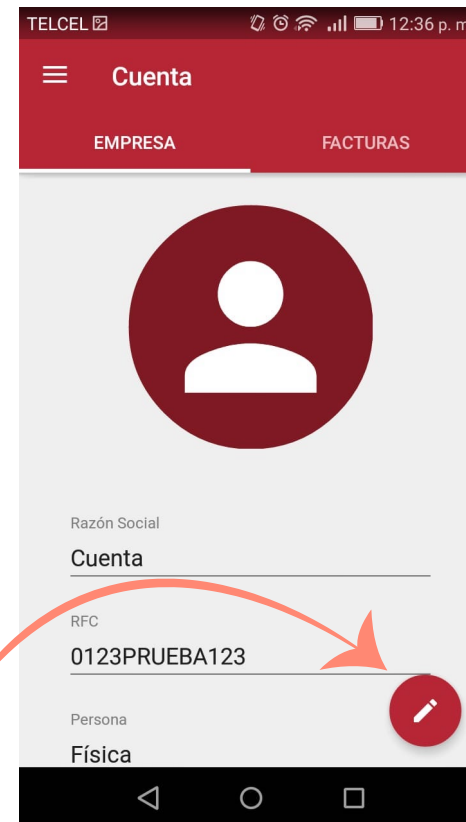 TELCEL 12:36 p. m
Cuenta
EMPRESA FACTURAS
Razón Social
Cuenta
RFC
0123PRUEBA123
Persona
Física